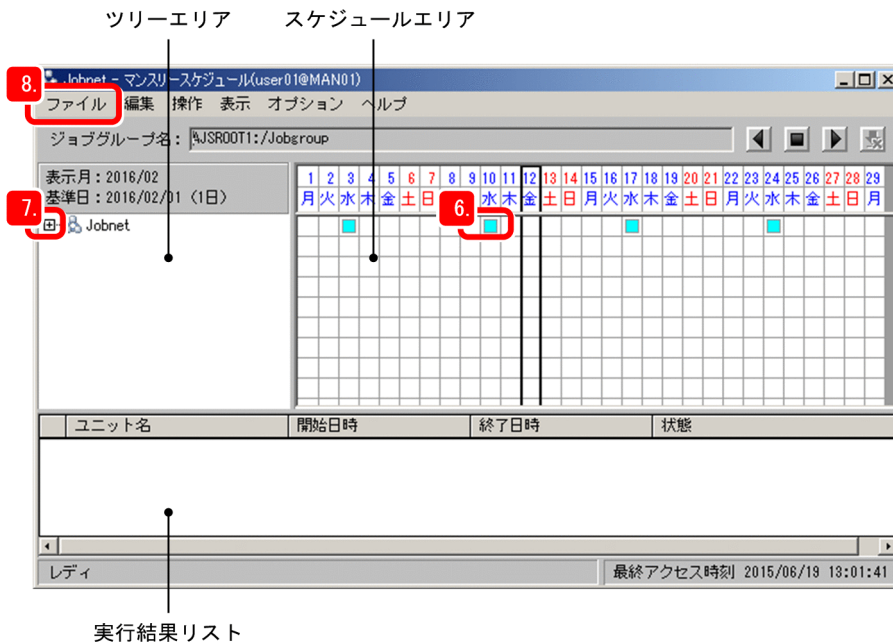 ツリーエリア スケジュールエリア
8.
Jobnet - マンスリースケジュール(user01@MAN01)
ファイル 編集 操作 表示 オプション ヘルプ
ジョブグループ名: AJSROOT1:/Jobgroup
表示月:2016/02 1 2 3 4 5 6 7 8 9 10 11 12 13 14 15 16 17 18 19 20 21 22 23 24 25 26 27 28 29
基準日:2016/02/01 (1日) 月 火 水 木 金 土 日 水 木 金 土 日 月 火 水 木 金 土 日 月 火 水 木 金 土 日 月
7. 6.
Jobnet
ユニット名 開始日時 終了日時 状態
レディ 最終アクセス時刻 2015/06/19 13:01:41
実行結果リスト